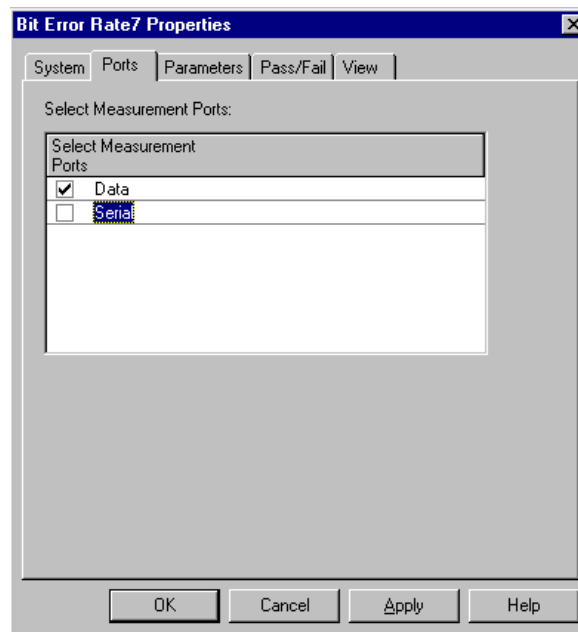 Bit Error Rate7 Properties
System Ports Parameters Pass/Fail View
Select Measurement Ports:
Select Measurement
Ports
Data
Serial
OK Cancel Apply Help